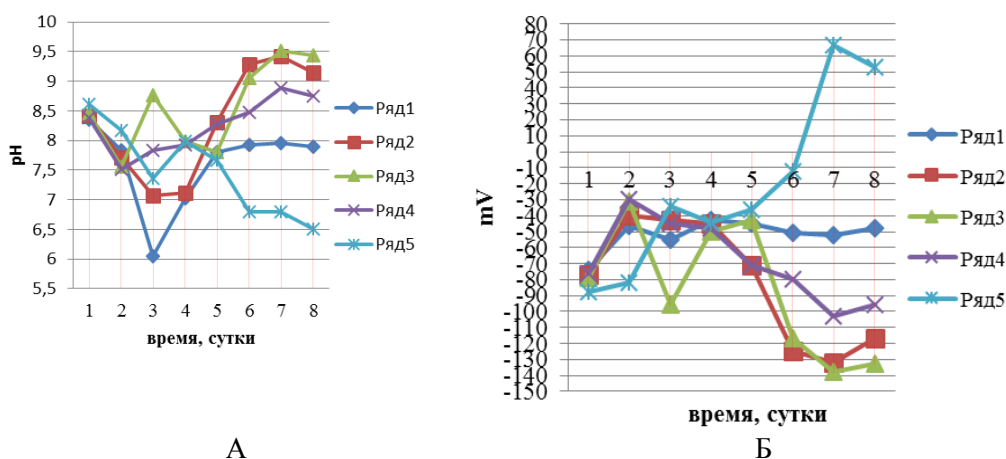 10
9,5
9
8,5
8
7,5
7
6,5
6
5,5
pH
1 2 3 4 5 6 7 8
время, сутки
Ряд1
Ряд2
Ряд3
Ряд4
Ряд5
А
80
70
60
50
40
30
20
10
0
-10
-20
-30
-40
-50
-60
-70
-80
-90
-100
-110
-120
-130
-140
-150
mV
1 2 3 4 5 6 7 8
время, сутки
Ряд1
Ряд2
Ряд3
Ряд4
Ряд5
Б